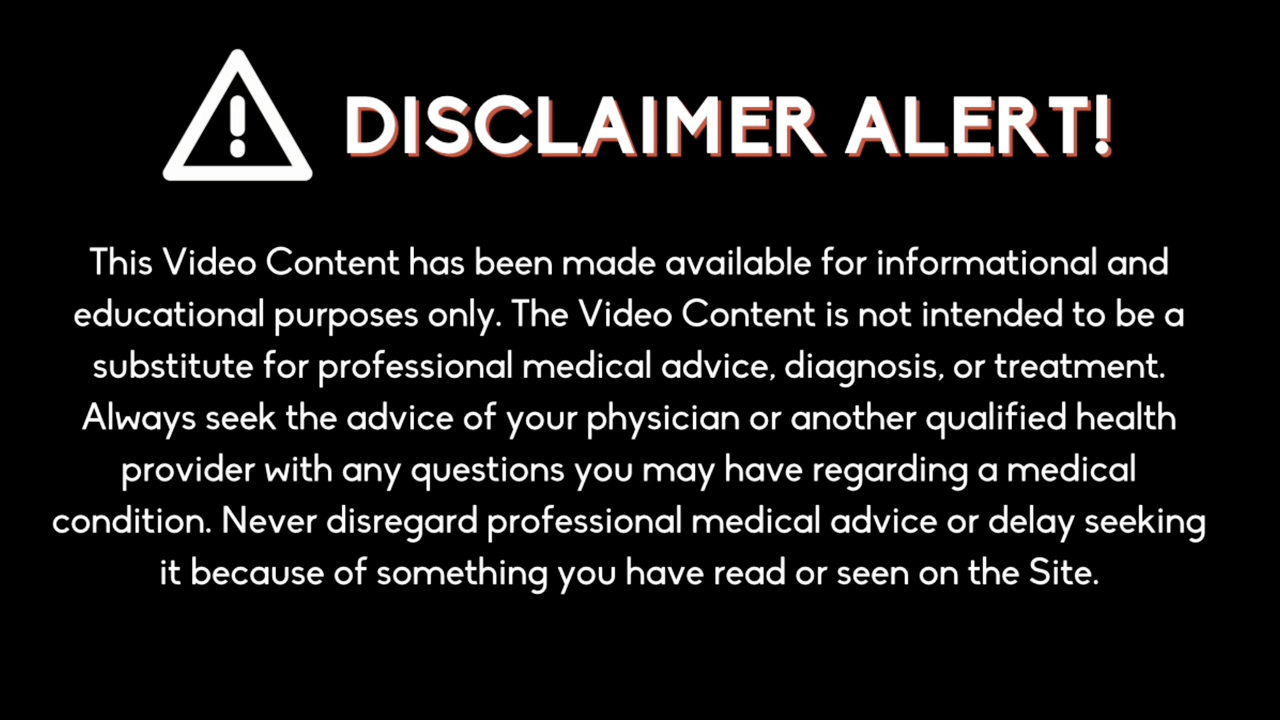 DISCLAIMER ALERT!
This Video Content has been made available for informational and
educational purposes only. The Video Content is not intended to be a
substitute for professional medical advice, diagnosis, or treatment.
Always seek the advice of your physician or another qualified health
provider with any questions you may have regarding a medical
condition. Never disregard professional medical advice or delay seeking
it because of something you have read or seen on the Site.